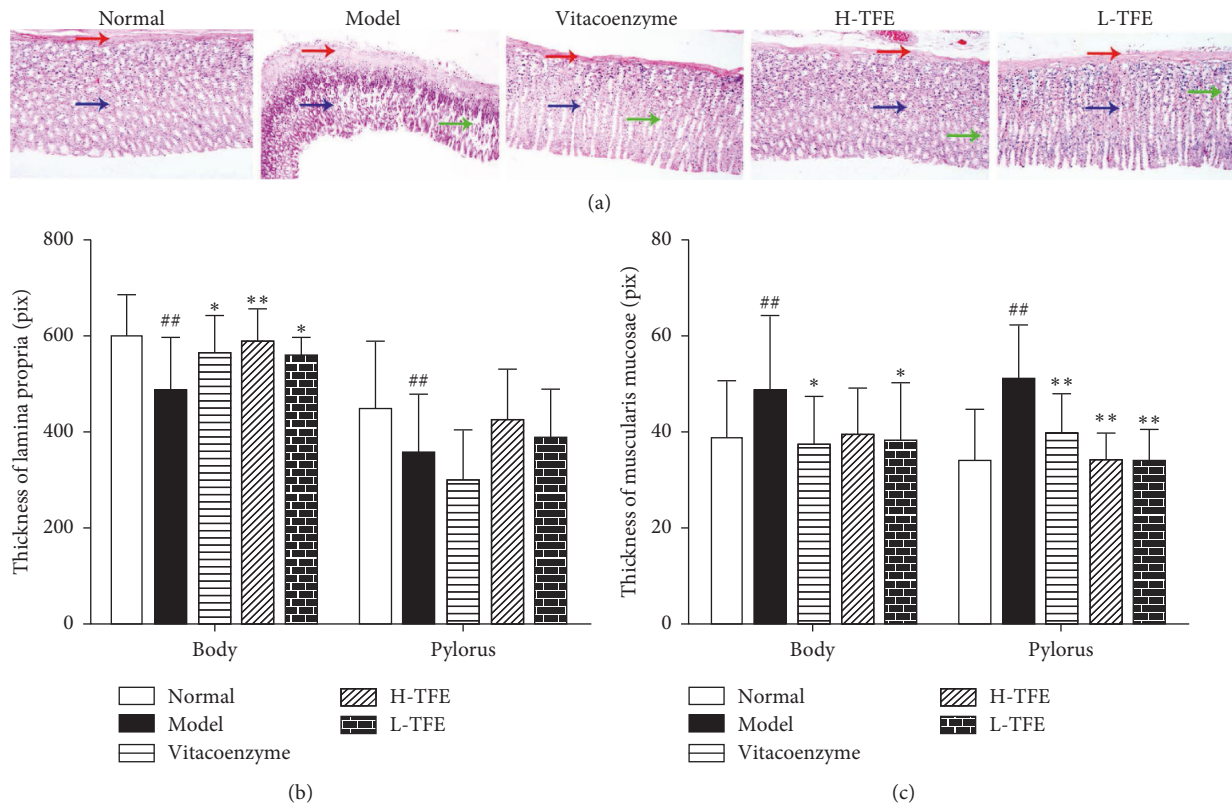 Normal Model Vitacoenzyme H-TFE L-TFE
(a)
Thickness of lamina propria (pix)
800
600
400
200
0
##
*
**
*
##
Body Pylorus
Normal
Model
Vitacoenzyme
H-TFE
L-TFE
(b)
Thickness of muscularis mucosae (pix)
80
60
40
20
0
##
*
*
##
**
**
**
Body Pylorus
Normal
Model
Vitacoenzyme
H-TFE
L-TFE
(c)